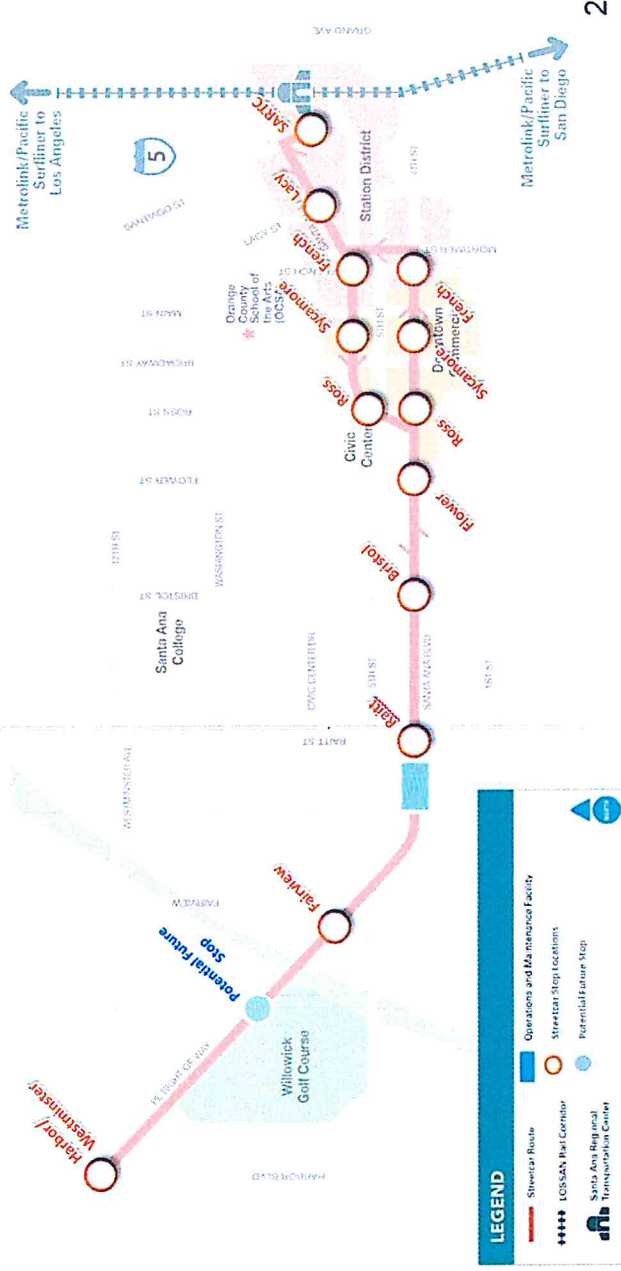 Metrolink/Pacific
Surfliner to
Los Angeles
5
GRAND AVE
SANTIAGO ST
LACY ST
MAIN ST
BROADWAY ST
ROSS ST
FLOWER ST
BRISTOL ST
17TH ST
WASHINGTON ST
Santa Ana
College
Orange
County
School of
the Arts
(OCSA)
SARTC
Lacy
French
Sycamore
Ross
Civic
Center
Station District
4TH ST
5TH ST
MORTIMER ST
Metrolink/Pacific
Surfliner to
San Diego
French
Downtown
Sycamore
Ross
Flower
Bristol
CIVIC CENTER DR
5TH ST
SANTA ANA BLVD
1ST ST
Raitt
RAITT ST
WESTMINSTER AVE
FAIRVIEW
Fairview
Potential Future
Stop
PE RIGHT OF WAY
Willowick
Golf Course
Harbor/
Westminster
HARBOR BLVD
LEGEND
Streetcar Route
LOSSAN Rail Corridor
Santa Ana Regional
Transportation Center
Operations and Maintenance Facility
Streetcar Stop Locations
Potential Future Stop
NORTH
2